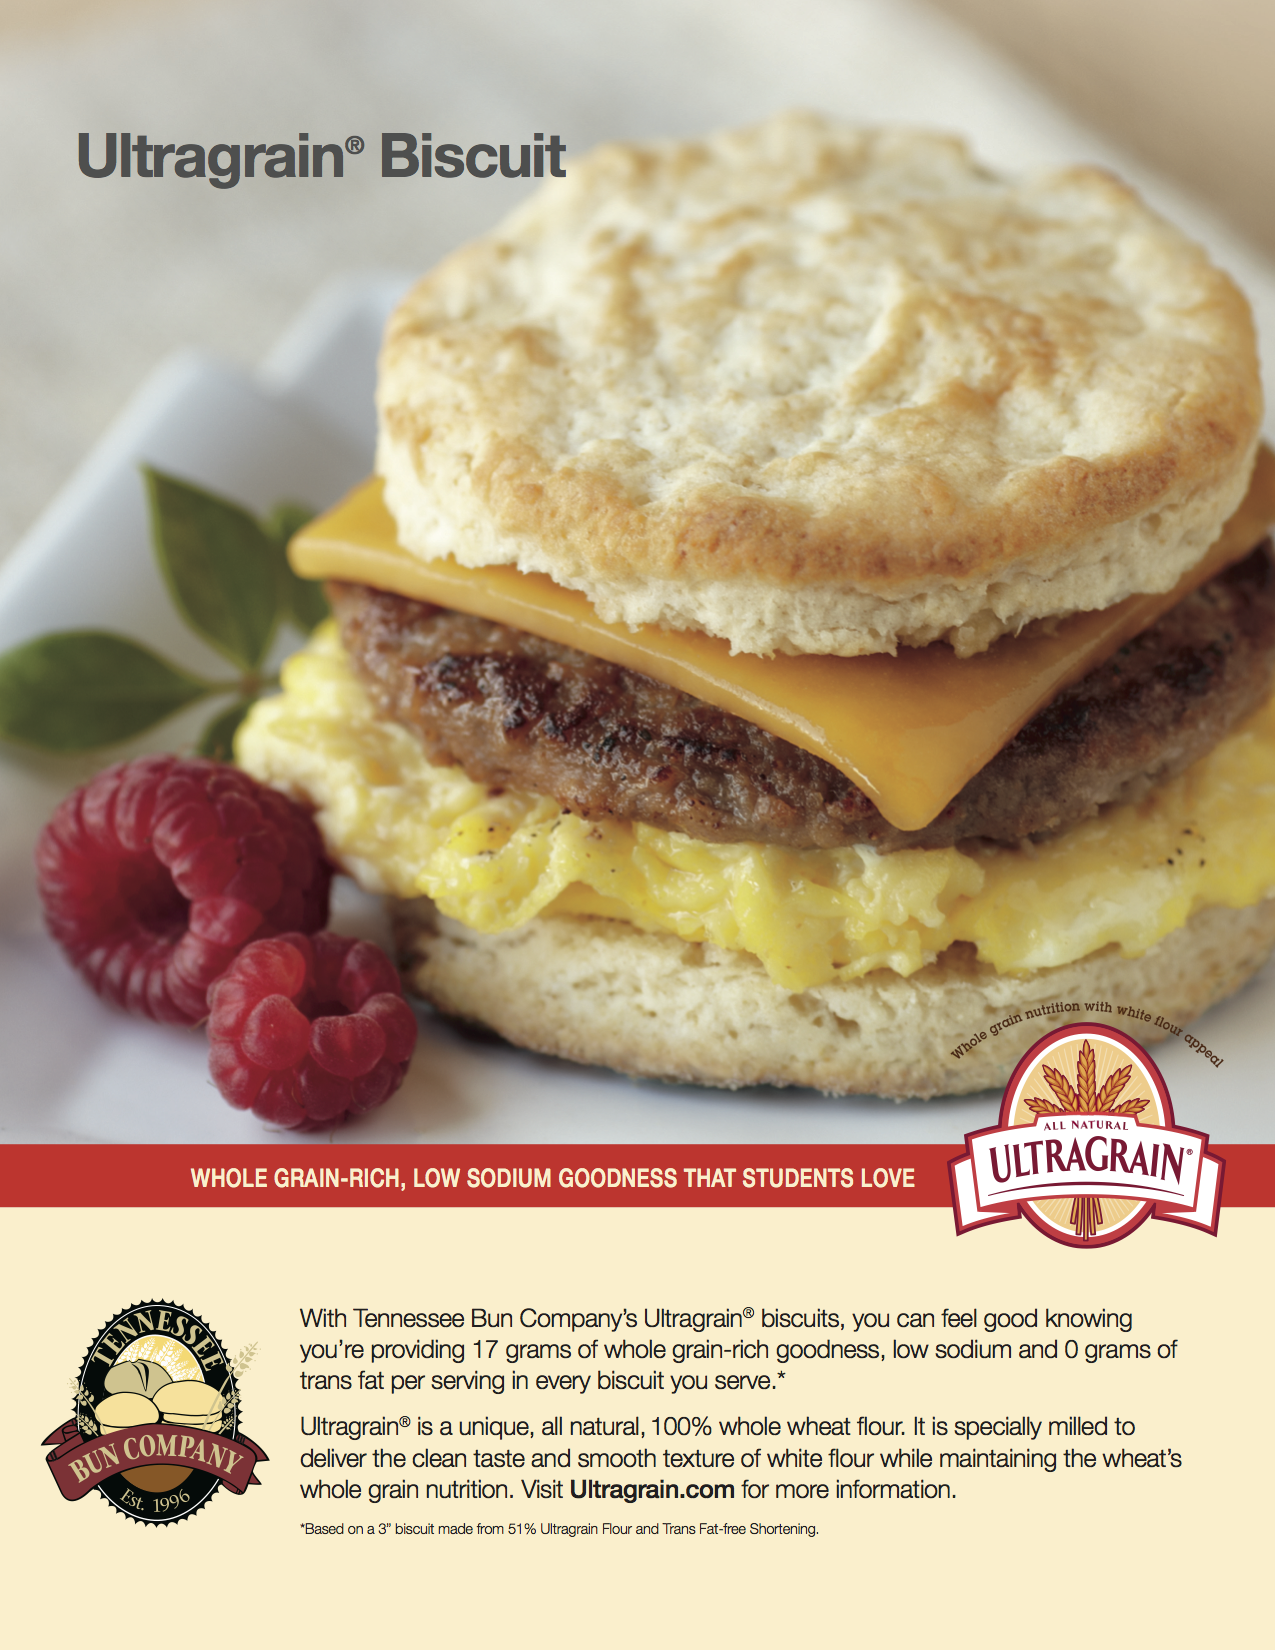 Ultragrain® Biscuit
Whole grain nutrition with white flour appeal
ALL NATURAL
ULTRAGRAIN®
WHOLE GRAIN-RICH, LOW SODIUM GOODNESS THAT STUDENTS LOVE
TENNESSEE
BUN COMPANY
Est. 1996
With Tennessee Bun Company’s Ultragrain® biscuits, you can feel good knowing
you’re providing 17 grams of whole grain-rich goodness, low sodium and 0 grams of
trans fat per serving in every biscuit you serve.*
Ultragrain® is a unique, all natural, 100% whole wheat flour. It is specially milled to
deliver the clean taste and smooth texture of white flour while maintaining the wheat’s
whole grain nutrition. Visit Ultragrain.com for more information.
*Based on a 3” biscuit made from 51% Ultragrain Flour and Trans Fat-free Shortening.